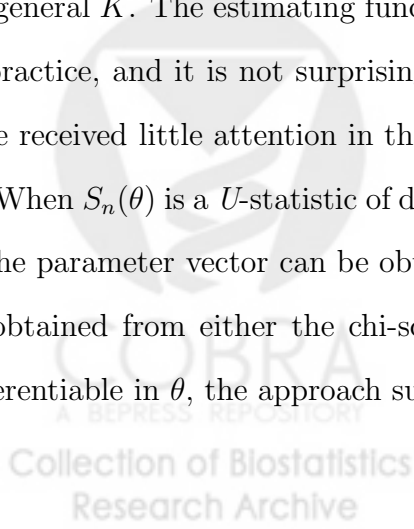 general K. The estimating func
practice, and it is not surprisin
e received little attention in th
When Sₙ(θ) is a U-statistic of d
he parameter vector can be obt
obtained from either the chi-sc
erentiable in θ, the approach su
COBRA
A BEPRESS REPOSITORY
Collection of Biostatistics
Research Archive